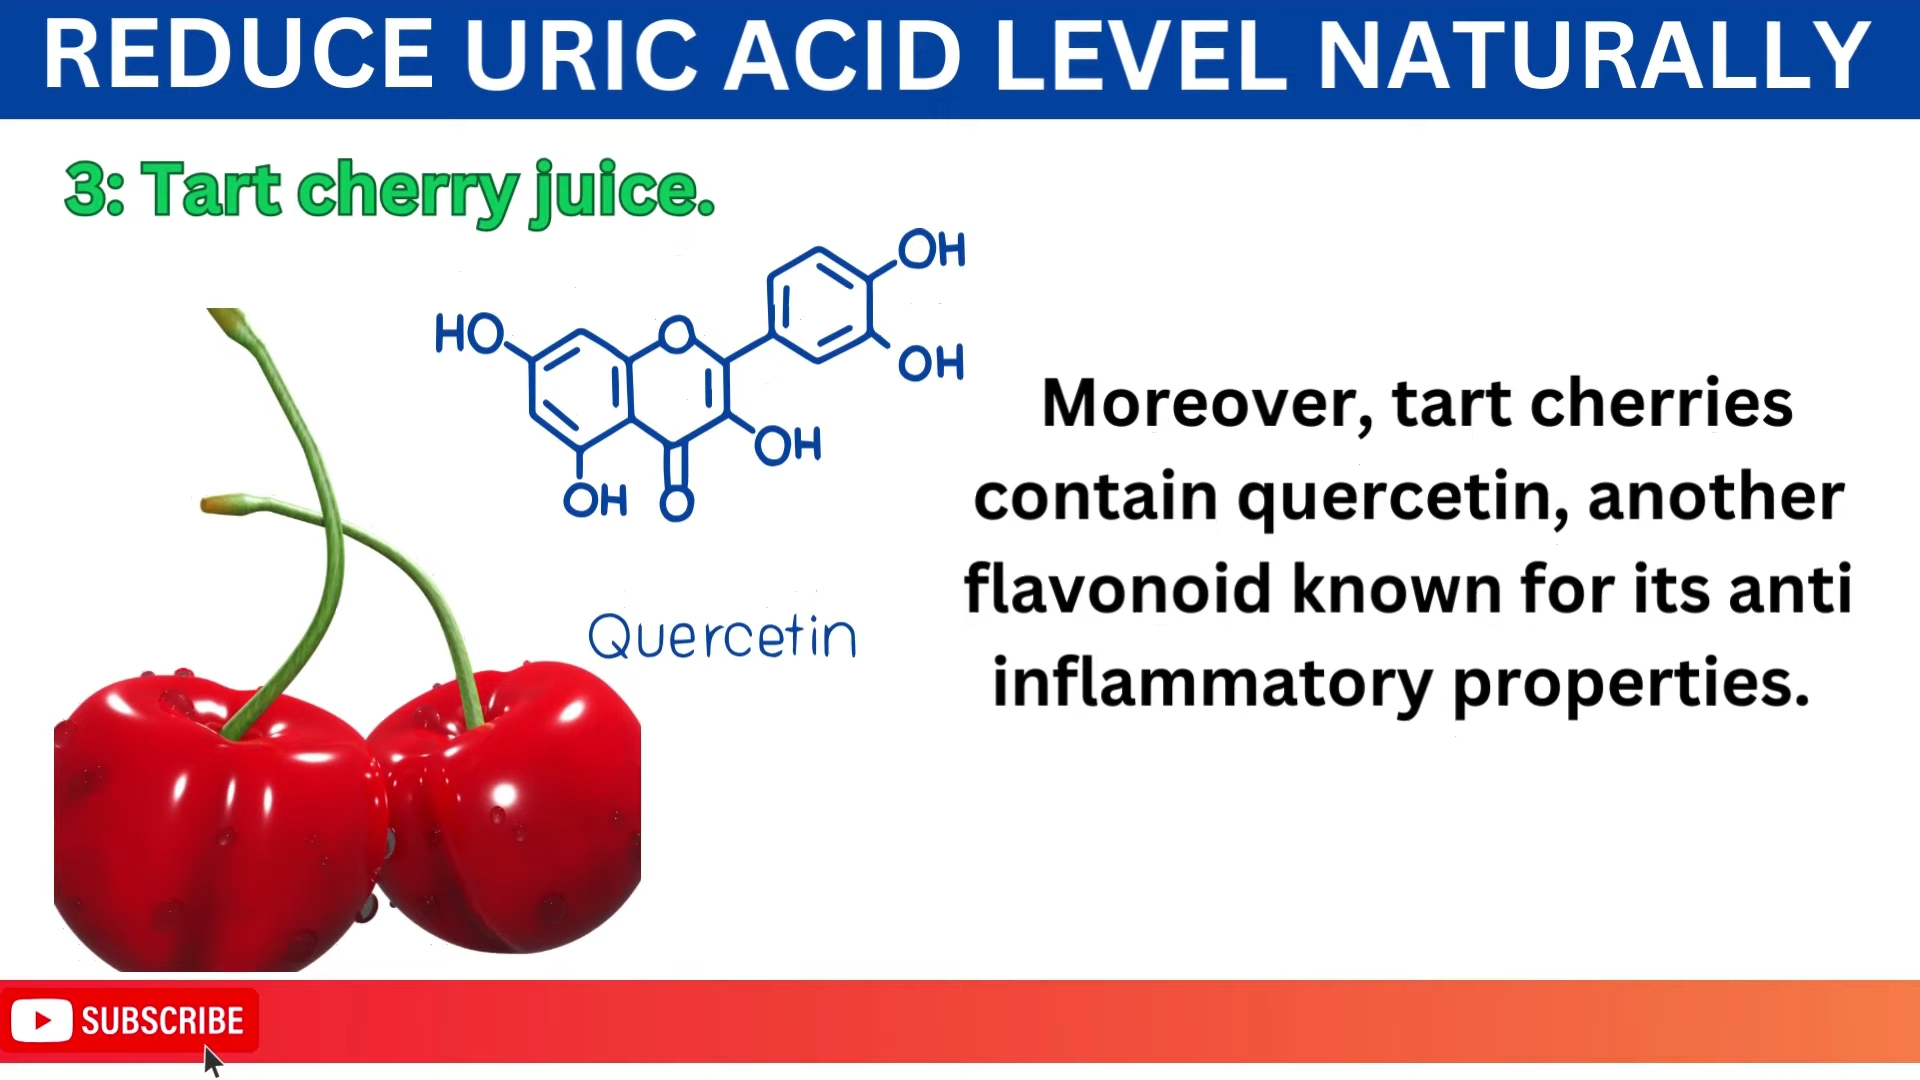 REDUCE URIC ACID LEVEL NATURALLY
3: Tart cherry juice.
OH
HO
O
OH
OH
OH
O
Quercetin
Moreover, tart cherries
contain quercetin, another
flavonoid known for its anti
inflammatory properties.
SUBSCRIBE